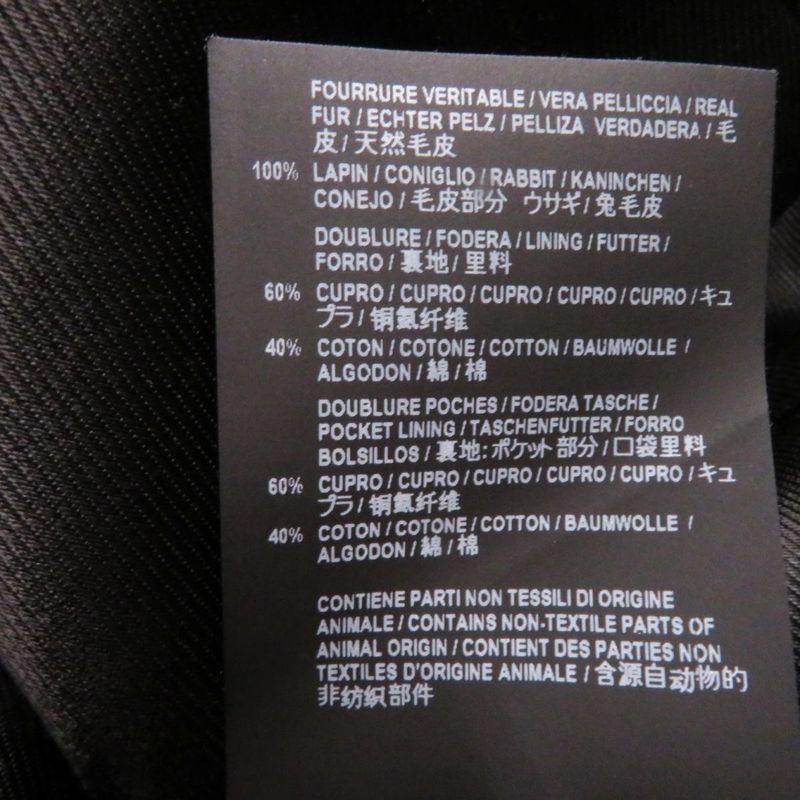 FOURRURE VERITABLE / VERA PELLICCIA / REAL
FUR / ECHTER PELZ / PELLIZA VERDADERA / 毛
皮 / 天然毛皮
100% LAPIN / CONIGLIO / RABBIT / KANINCHEN /
CONEJO / 毛皮部分 ウサギ / 兔毛皮
DOUBLURE / FODERA / LINING / FUTTER /
FORRO / 裏地 / 里料
60% CUPRO / CUPRO / CUPRO / CUPRO / CUPRO / キュ
プラ / 铜氨纤维
40% COTON / COTONE / COTTON / BAUMWOLLE /
ALGODON / 綿 / 棉
DOUBLURE POCHES / FODERA TASCHE /
POCKET LINING / TASCHENFUTTER / FORRO
BOLSILLOS / 裏地: ポケット部分 / 口袋里料
60% CUPRO / CUPRO / CUPRO / CUPRO / CUPRO / キュ
プラ / 铜氨纤维
40% COTON / COTONE / COTTON / BAUMWOLLE /
ALGODON / 綿 / 棉
CONTIENE PARTI NON TESSILI DI ORIGINE
ANIMALE / CONTAINS NON-TEXTILE PARTS OF
ANIMAL ORIGIN / CONTIENT DES PARTIES NON
TEXTILES D'ORIGINE ANIMALE / 含源自动物的
非纺织部件